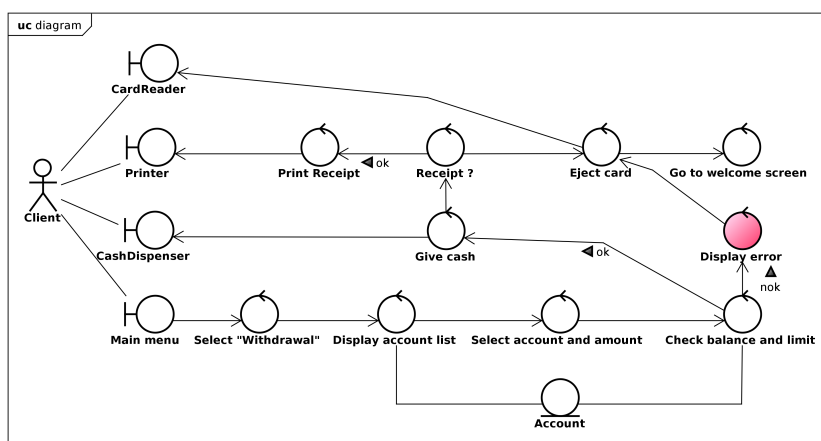 uc diagram
CardReader
Printer
Print Receipt
ok
Receipt ?
Eject card
Go to welcome screen
Client
CashDispenser
Give cash
ok
Display error
nok
Main menu
Select "Withdrawal"
Display account list
Select account and amount
Check balance and limit
Account